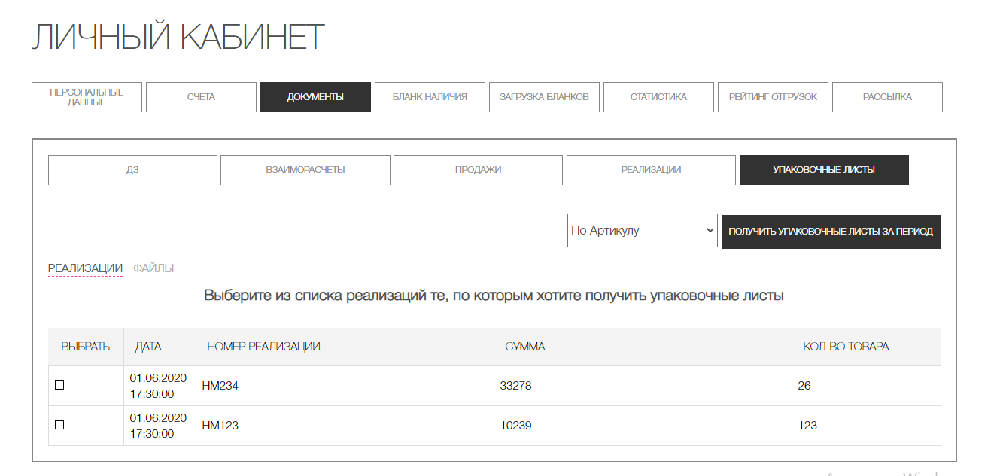 ЛИЧНЫЙ КАБИНЕТ
ПЕРСОНАЛЬНЫЕ
ДАННЫЕ
СЧЕТА
ДОКУМЕНТЫ
БЛАНК НАЛИЧИЯ
ЗАГРУЗКА БЛАНКОВ
СТАТИСТИКА
РЕЙТИНГ ОТГРУЗОК
РАССЫЛКА
ДЗ
ВЗАИМОРАСЧЕТЫ
ПРОДАЖИ
РЕАЛИЗАЦИИ
УПАКОВОЧНЫЕ ЛИСТЫ
По Артикулу
ПОЛУЧИТЬ УПАКОВОЧНЫЕ ЛИСТЫ ЗА ПЕРИОД
РЕАЛИЗАЦИИ ФАЙЛЫ
Выберите из списка реализаций те, по которым хотите получить упаковочные листы
ВЫБРАТЬ ДАТА НОМЕР РЕАЛИЗАЦИИ СУММА КОЛ-ВО ТОВАРА
01.06.2020
17:30:00
НМ234 33278 26
01.06.2020
17:30:00
НМ123 10239 123